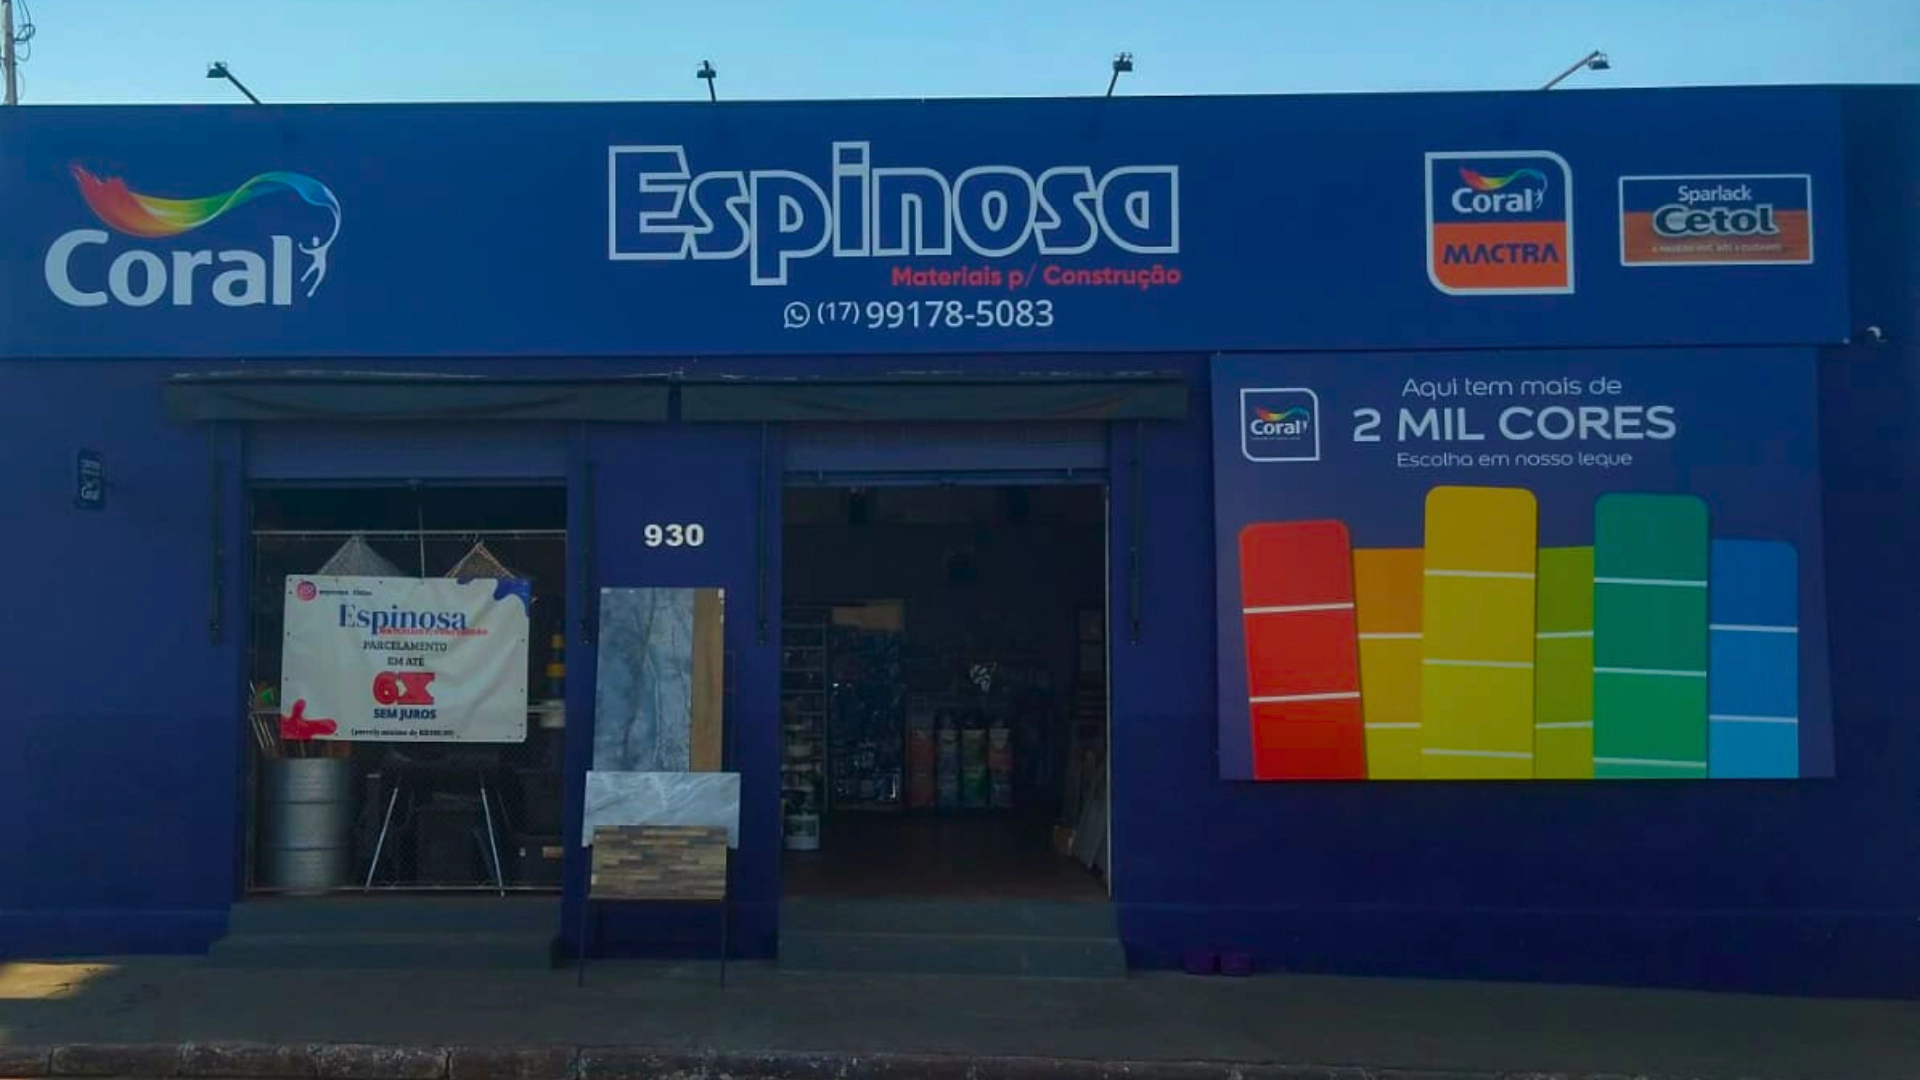 Coral
Espinosa
Materiais p/ Construção
(17) 99178-5083
Coral
MACTRA
Sparlack
Cetol
Aqui tem mais de
2 MIL CORES
Escolha em nosso leque
Coral
930
Espinosa
PARCELAMENTO
EM ATÉ
6X
SEM JUROS
Coral